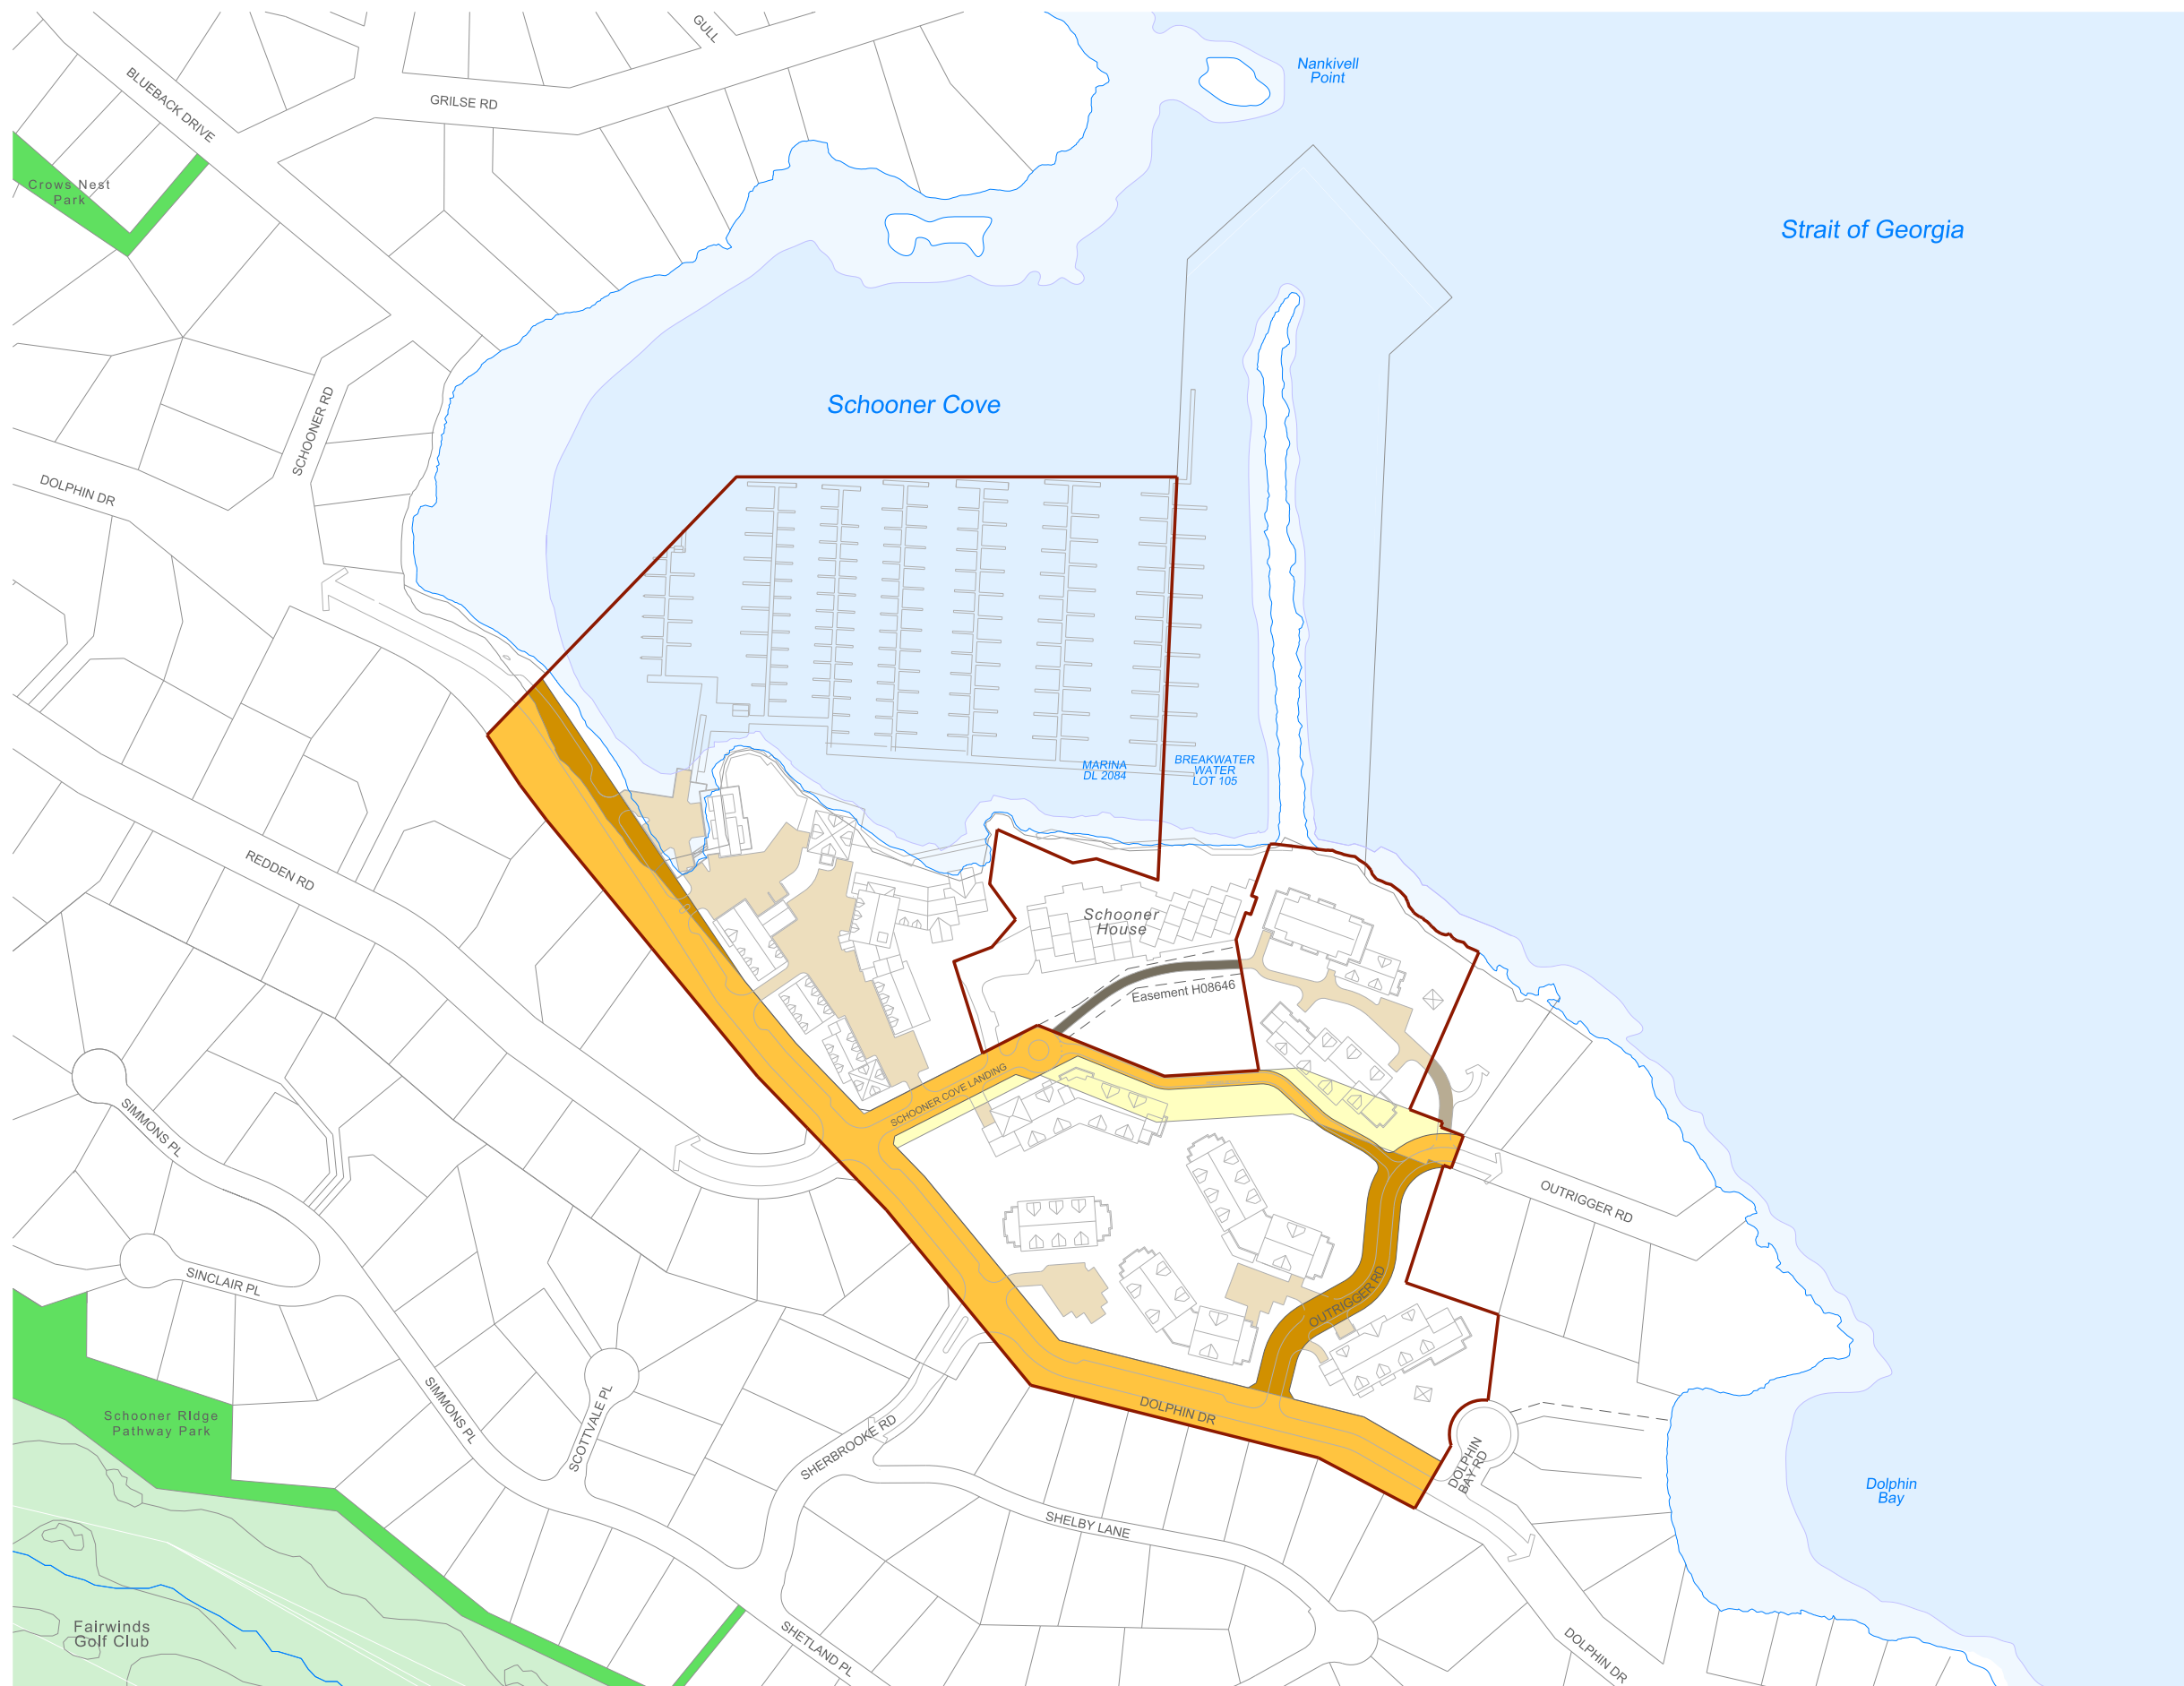 GULL
Nankivell
Point
BLUEBACK DRIVE
GRILSE RD
Crows Nest
Park
Strait of Georgia
Schooner Cove
SCHOONER RD
DOLPHIN DR
MARINA
DL 2084
BREAKWATER
WATER
LOT 105
REDDEN RD
Schooner
House
Easement H08646
SCHOONER COVE LANDING
SIMMONS PL
OUTRIGGER RD
SINCLAIR PL
OUTRIGGER RD
SIMMONS PL
SCOTTVALE PL
DOLPHIN DR
Schooner RIdge
Pathway Park
SHERBROOKE RD
DOLPHIN
BAY RD
Dolphin
Bay
SHELBY LANE
Fairwinds
Golf Club
SHETLAND PL
DOLPHIN DR